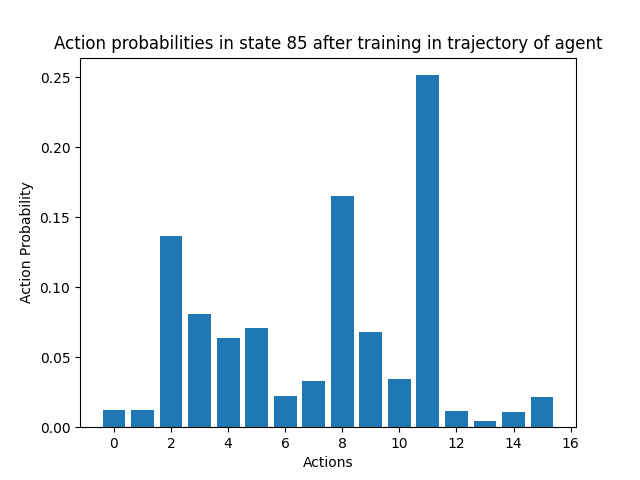 Action probabilities in state 85 after training in trajectory of agent
0.25
0.20
0.15
0.10
0.05
0.00
Action Probability
0 2 4 6 8 10 12 14 16
Actions